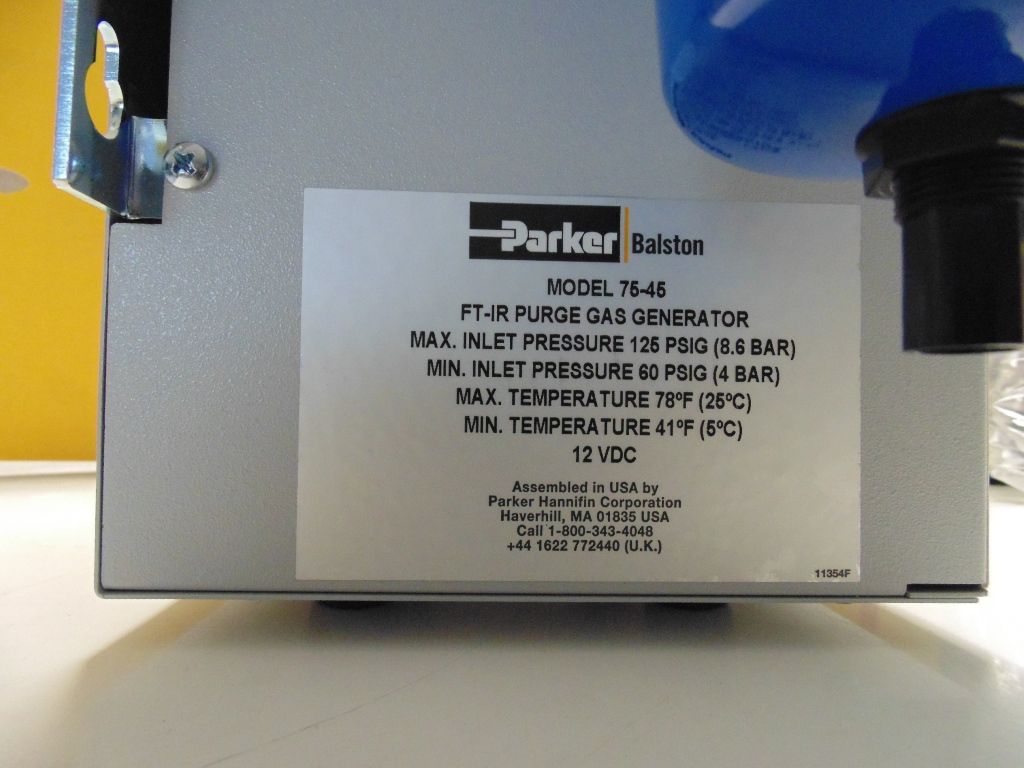 Parker Balston
MODEL 75-45
FT-IR PURGE GAS GENERATOR
MAX. INLET PRESSURE 125 PSIG (8.6 BAR)
MIN. INLET PRESSURE 60 PSIG (4 BAR)
MAX. TEMPERATURE 78ºF (25ºC)
MIN. TEMPERATURE 41ºF (5ºC)
12 VDC
Assembled in USA by
Parker Hannifin Corporation
Haverhill, MA 01835 USA
Call 1-800-343-4048
+44 1622 772440 (U.K.)
11354F